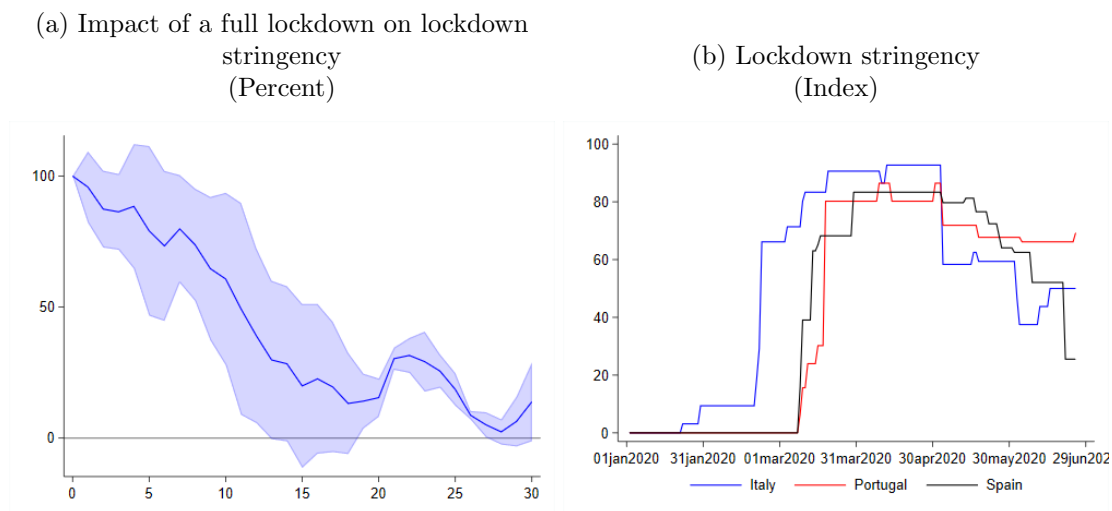 (a) Impact of a full lockdown on lockdown
stringency
(Percent)
(b) Lockdown stringency
(Index)
100
50
0
0 5 10 15 20 25 30
100
80
60
40
20
0
01jan2020 31jan2020 01mar2020 31mar2020 30apr2020 30may2020 29jun202
Italy Portugal Spain